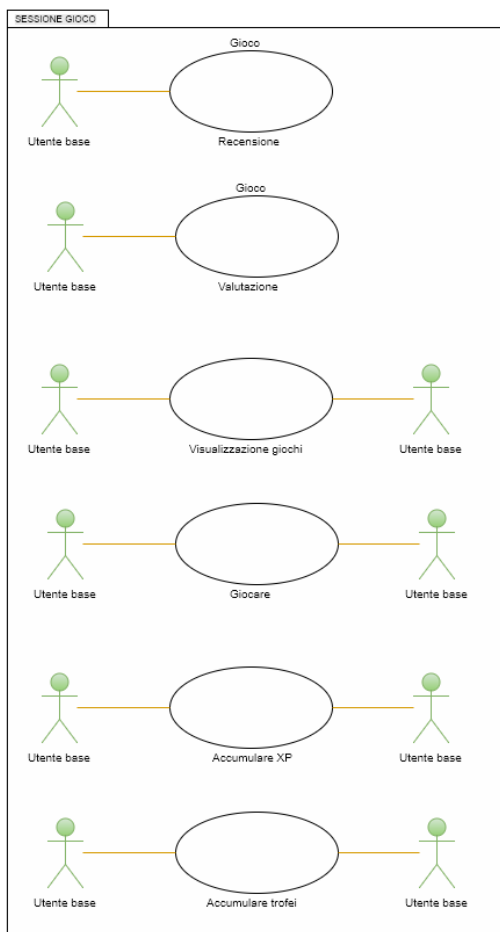 SESSIONE GIOCO
Gioco
Utente base
Recensione
Gioco
Utente base
Valutazione
Utente base
Visualizzazione giochi
Utente base
Utente base
Giocare
Utente base
Utente base
Accumulare XP
Utente base
Utente base
Accumulare trofei
Utente base